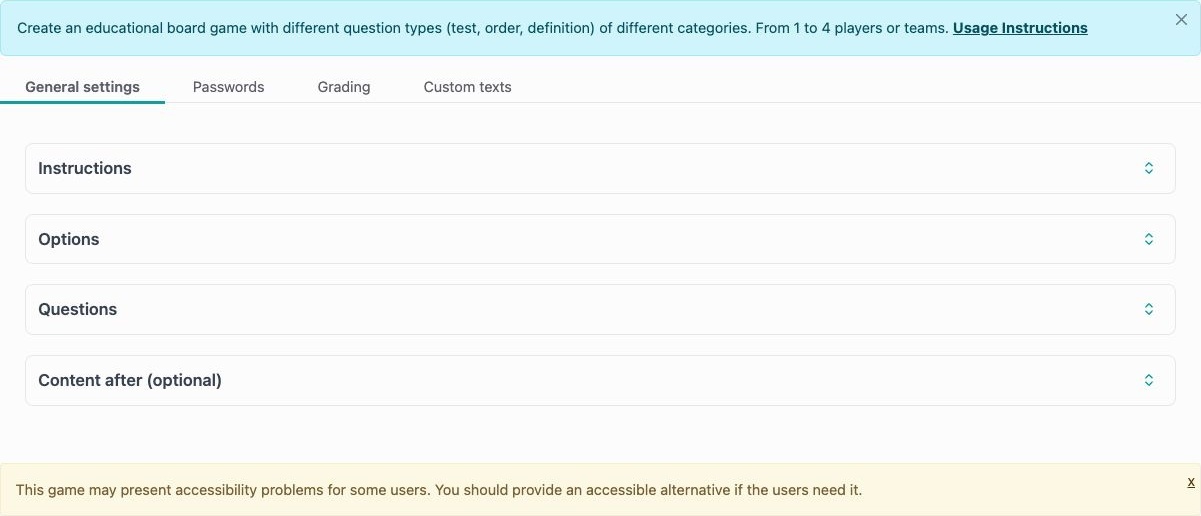 Create an educational board game with different question types (test, order, definition) of different categories. From 1 to 4 players or teams. Usage Instructions
General settings
Passwords
Grading
Custom texts
Instructions
Options
Questions
Content after (optional)
This game may present accessibility problems for some users. You should provide an accessible alternative if the users need it.
x